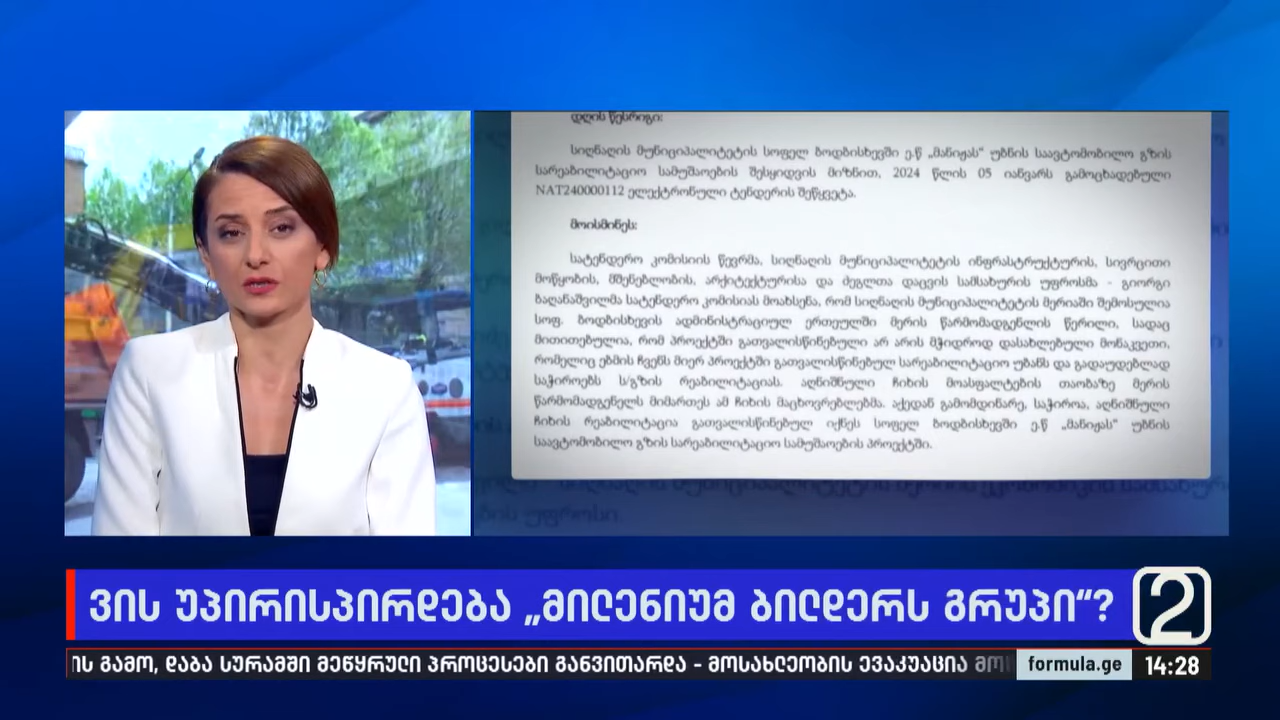 დღის წესრიგი:
სიღნაღის მუნიციპალიტეტის სოფელ ბოდბისხევში ე.წ „მანიჟას“ უბნის საავტომობილო გზის
სარეაბილიტაციო სამუშაოების შესყიდვის მიზნით, 2024 წლის 05 იანვარს გამოცხადებული
NAT240000112 ელექტრონული ტენდერის შეწყვეტა.
მოისმინეს:
სატენდერო კომისიის წევრმა, სიღნაღის მუნიციპალიტეტის ინფრასტრუქტურის, სივრცითი
მოწყობის, მშენებლობის, არქიტექტურისა და ძეგლთა დაცვის სამსახურის უფროსმა - გიორგი
ბაღანაშვილმა სატენდერო კომისიას მოახსენა, რომ სიღნაღის მუნიციპალიტეტის მერიაში შემოსულია
სოფ. ბოდბისხევის ადმინისტრაციულ ერთეულში მერის წარმომადგენლის წერილი, სადაც
მითითებულია, რომ პროექტში გათვალისწინებული არ არის მჭიდროდ დასახლებული მონაკვეთი,
რომელიც ებმის ჩვენს მიერ პროექტში გათვალისწინებულ სარეაბილიტაციო უბანს და გადაუდებლად
საჭიროებს ს/გზის რეაბილიტაციას. აღნიშნული ჩიხის მოასფალტების თაობაზე მერის
წარმომადგენელს მიმართეს ამ ჩიხის მაცხოვრებლებმა. აქედან გამომდინარე, საჭიროა, აღნიშნული
ჩიხის რეაბილიტაცია გათვალისწინებულ იქნეს სოფელ ბოდბისხევში ე.წ „მანიჟას“ უბნის
საავტომობილო გზის სარეაბილიტაციო სამუშაოების პროექტში.
ბის უფროსი.
ვის უპირისპირდება „მილენიუმ ბილდერს გრუპი“? 2
ის გამო, დაბა სურამში მეწყრული პროცესები განვითარდა - მოსახლეობის ევაკუაცია formula.ge 14:28